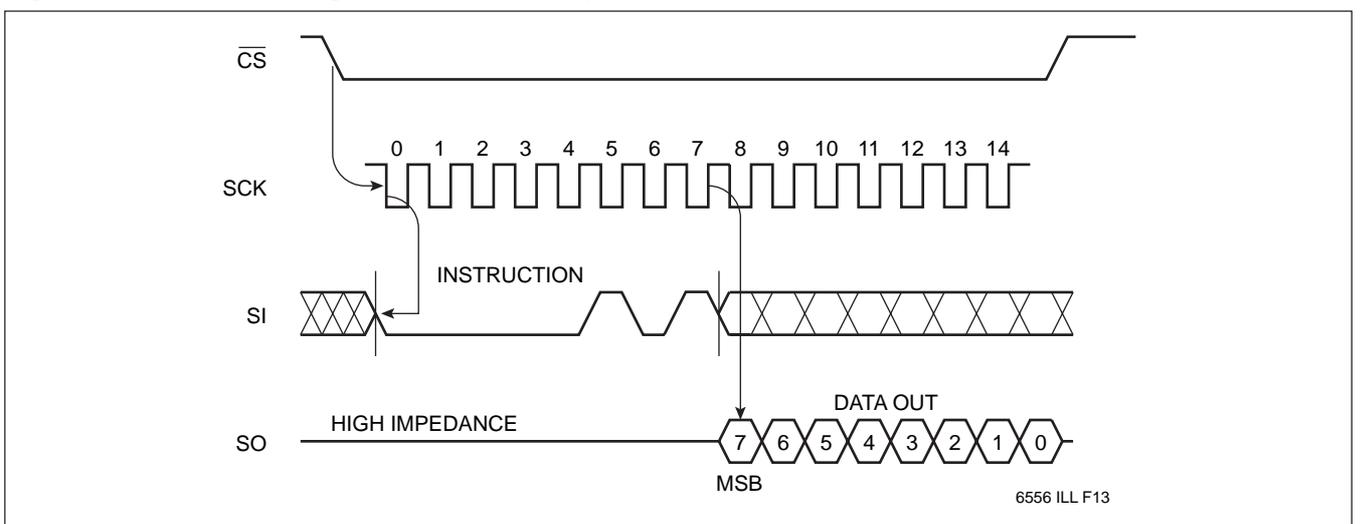 C̅S̅
0 1 2 3 4 5 6 7 8 9 10 11 12 13 14
SCK
INSTRUCTION
SI
DATA OUT
HIGH IMPEDANCE
SO
7 6 5 4 3 2 1 0
MSB
6556 ILL F13